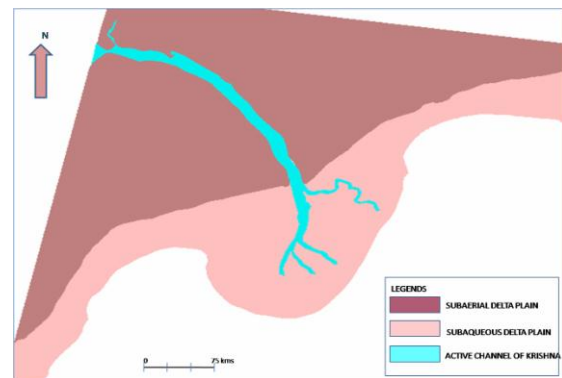 N
LEGENDS
SUBAERIAL DELTA PLAIN
SUBAQUEOUS DELTA PLAIN
ACTIVE CHANNEL OF KRISHNA
0 75 kms